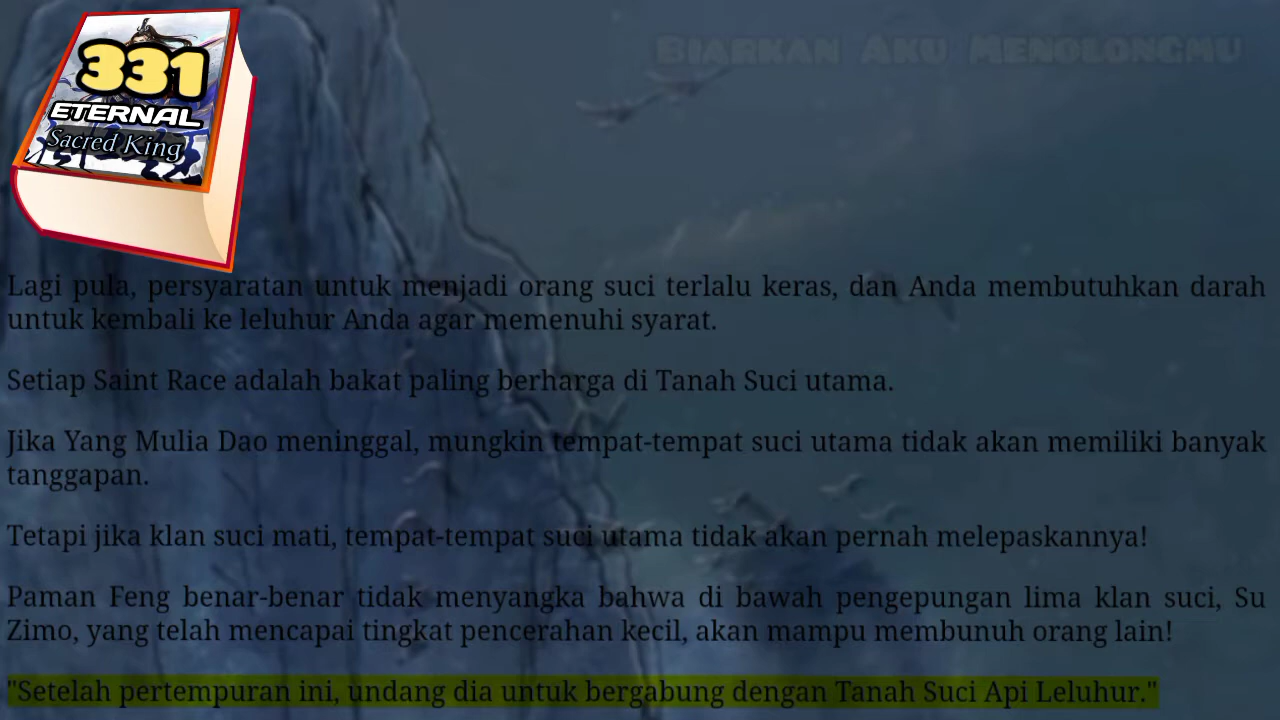 331
ETERNAL
Sacred King
Biarkan Aku Menolongmu
Lagi pula, persyaratan untuk menjadi orang suci terlalu keras, dan Anda membutuhkan darah
untuk kembali ke leluhur Anda agar memenuhi syarat.
Setiap Saint Race adalah bakat paling berharga di Tanah Suci utama.
Jika Yang Mulia Dao meninggal, mungkin tempat-tempat suci utama tidak akan memiliki banyak
tanggapan.
Tetapi jika klan suci mati, tempat-tempat suci utama tidak akan pernah melepaskannya!
Paman Feng benar-benar tidak menyangka bahwa di bawah pengepungan lima klan suci, Su
Zimo, yang telah mencapai tingkat pencerahan kecil, akan mampu membunuh orang lain!
"Setelah pertempuran ini, undang dia untuk bergabung dengan Tanah Suci Api Leluhur."